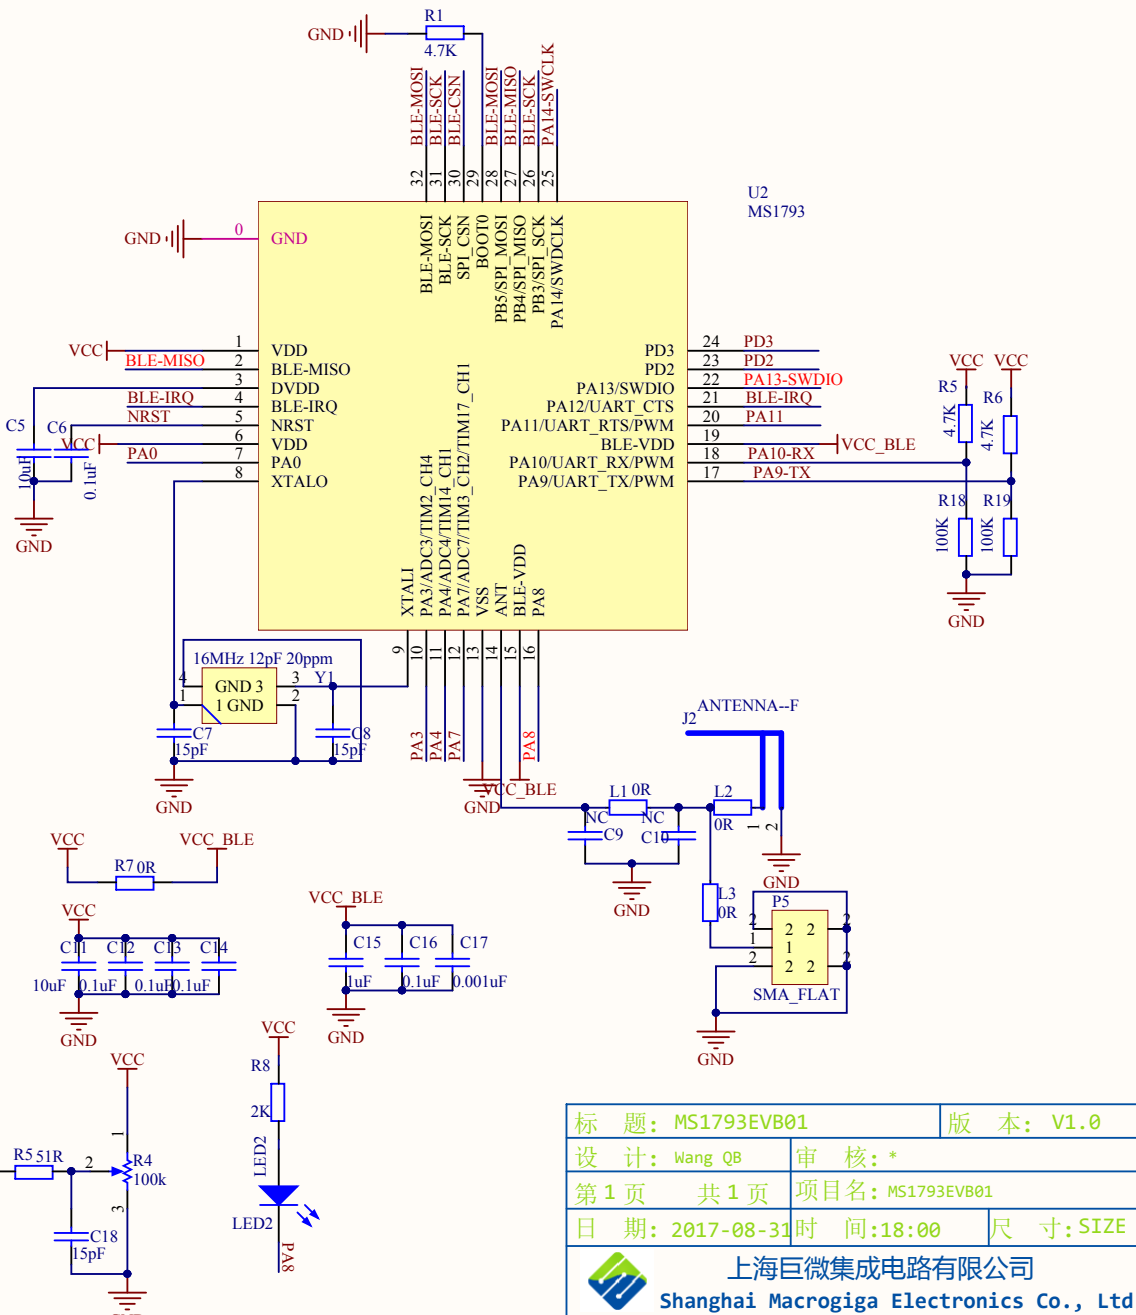 R1
GND
4.7K
BLE-MOSI
BLE-SCK
BLE-CSN
BLE-MOSI
BLE-MISO
BLE-SCK
PA14-SWCLK
32
31
30
29
28
27
26
25
U2
MS1793
BLE-MOSI
BLE-SCK
SPI_CSN
BOOT0
PB5/SPI_MOSI
PB4/SPI_MISO
PB3/SPI_SCK
PA14/SWDCLK
GND
0
GND
VCC
1
VDD
BLE-MISO
2
BLE-MISO
3
DVDD
BLE-IRQ
4
BLE-IRQ
NRST
5
NRST
VCC
6
VDD
PA0
7
PA0
8
XTALO
C5
10uF
C6
0.1uF
GND
PD3
24
PD3
PD2
23
PD2
PA13/SWDIO
22
PA13-SWDIO
PA12/UART_CTS
21
BLE-IRQ
PA11/UART_RTS/PWM
20
PA11
BLE-VDD
19
VCC_BLE
PA10/UART_RX/PWM
18
PA10-RX
PA9/UART_TX/PWM
17
PA9-TX
VCC
VCC
R5
4.7K
R6
4.7K
R18
100K
R19
100K
GND
XTALI
PA3/ADC3/TIM2_CH4
PA4/ADC4/TIM14_CH1
PA7/ADC7/TIM3_CH2/TIM17_CH1
VSS
ANT
BLE-VDD
PA8
9
10
11
12
13
14
15
16
PA3
PA4
PA7
GND
VCC_BLE
PA8
16MHz 12pF 20ppm
Y1
4
GND 3
3
1
1 GND
2
C7
15pF
C8
15pF
GND
ANTENNA--F
J2
L1
0R
L2
0R
1
2
NC
C9
NC
C10
GND
GND
L3
0R
P5
2
2 2
2
1
1
2
2 2
2
SMA_FLAT
GND
VCC
VCC_BLE
R7
0R
VCC
C11
C12
C13
C14
10uF
0.1uF
0.1uF
0.1uF
GND
VCC_BLE
C15
C16
C17
1uF
0.1uF
0.001uF
GND
VCC
R8
2K
LED2
LED2
PA8
VCC
1
R5
51R
2
R4
100k
3
C18
15pF
标 题: MS1793EVB01
版 本: V1.0
设 计: Wang QB
审 核: *
第 1 页 共 1 页
项目名: MS1793EVB01
日 期: 2017-08-31
时 间:18:00
尺 寸: SIZE
上海巨微集成电路有限公司
Shanghai Macrogiga Electronics Co., Ltd